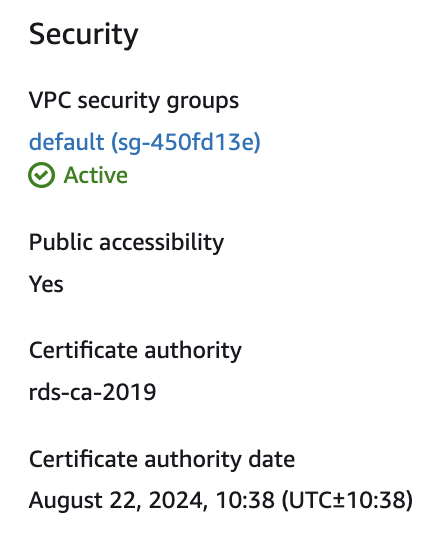 Security
VPC security groups
default (sg-450fd13e)
Active
Public accessibility
Yes
Certificate authority
rds-ca-2019
Certificate authority date
August 22, 2024, 10:38 (UTC±10:38)